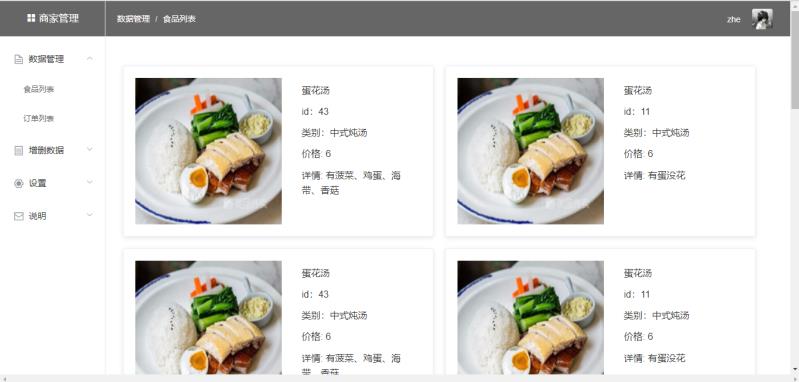 商家管理
数据管理 / 食品列表
zhe
数据管理
食品列表
订单列表
增删数据
设置
说明
蛋花汤
id: 43
类别: 中式炖汤
价格: 6
详情: 有菠菜、鸡蛋、海
带、香菇
蛋花汤
id: 11
类别: 中式炖汤
价格: 6
详情: 有蛋没花
蛋花汤
id: 43
类别: 中式炖汤
价格: 6
详情: 有菠菜、鸡蛋、海
带、香菇
蛋花汤
id: 11
类别: 中式炖汤
价格: 6
详情: 有蛋没花